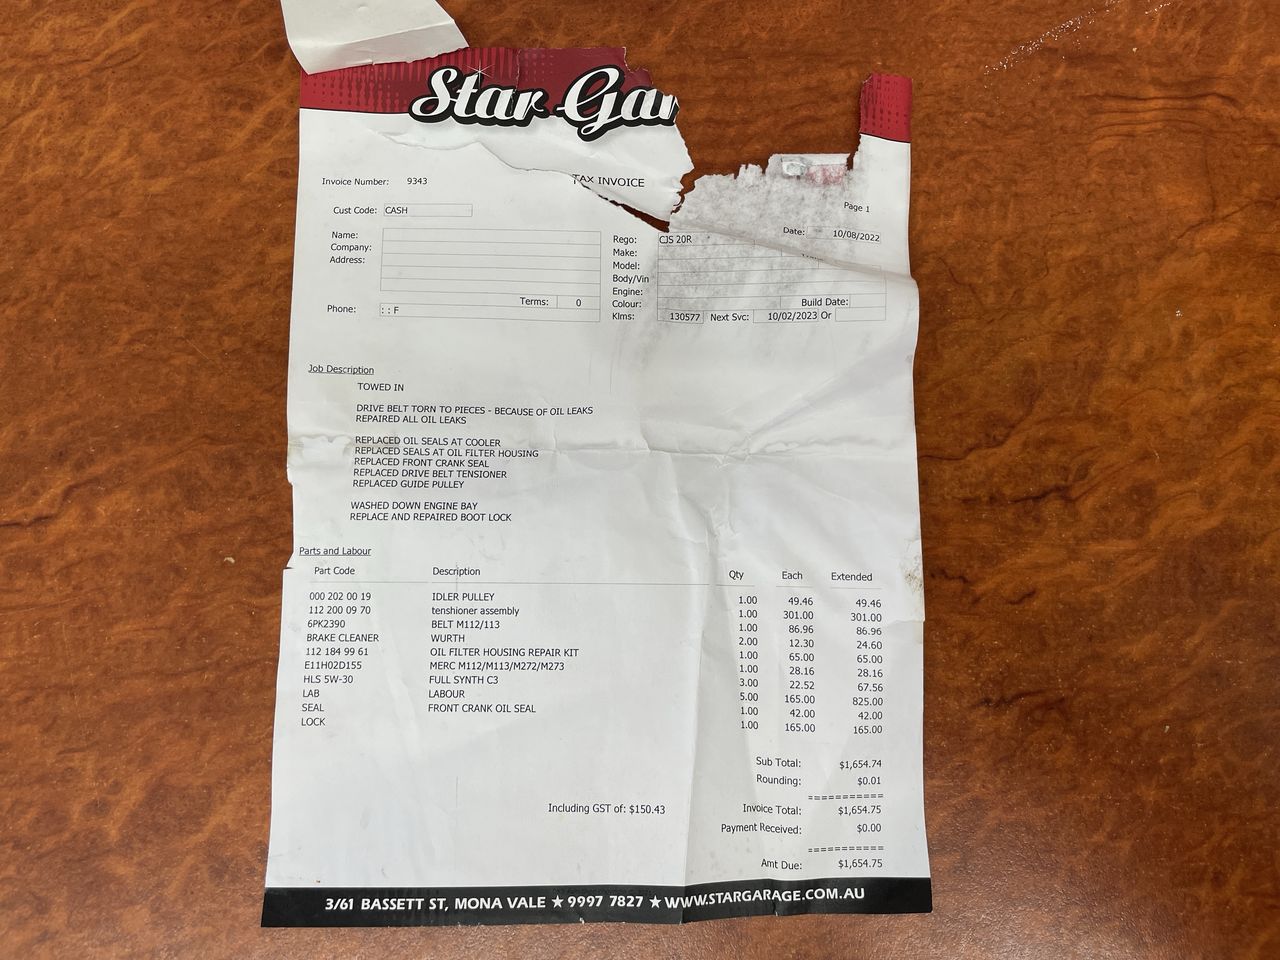 Star Gar
Invoice Number: 9343 TAX INVOICE
Page 1
Cust Code: CASH
Date: 10/08/2022
Name: Rego: CJS 20R
Company: Make:
Address: Model:
Body/Vin
Engine:
Terms: 0 Colour: Build Date:
Phone: : : F Klms: 130577 Next Svc: 10/02/2023 Or
Job Description
TOWED IN
DRIVE BELT TORN TO PIECES - BECAUSE OF OIL LEAKS
REPAIRED ALL OIL LEAKS
REPLACED OIL SEALS AT COOLER
REPLACED SEALS AT OIL FILTER HOUSING
REPLACED FRONT CRANK SEAL
REPLACED DRIVE BELT TENSIONER
REPLACED GUIDE PULLEY
WASHED DOWN ENGINE BAY
REPLACE AND REPAIRED BOOT LOCK
Parts and Labour
Part Code Description Qty Each Extended
000 202 00 19 IDLER PULLEY 1.00 49.46 49.46
112 200 09 70 tenshioner assembly 1.00 301.00 301.00
6PK2390 BELT M112/113 1.00 86.96 86.96
BRAKE CLEANER WURTH 2.00 12.30 24.60
112 184 99 61 OIL FILTER HOUSING REPAIR KIT 1.00 65.00 65.00
E11H02D155 MERC M112/M113/M272/M273 1.00 28.16 28.16
HLS 5W-30 FULL SYNTH C3 3.00 22.52 67.56
LAB LABOUR 5.00 165.00 825.00
SEAL FRONT CRANK OIL SEAL 1.00 42.00 42.00
LOCK 1.00 165.00 165.00
Sub Total: $1,654.74
Rounding: $0.01
==========
Including GST of: $150.43 Invoice Total: $1,654.75
Payment Received: $0.00
==========
Amt Due: $1,654.75
3/61 BASSETT ST, MONA VALE ★ 9997 7827 ★ WWW.STARGARAGE.COM.AU